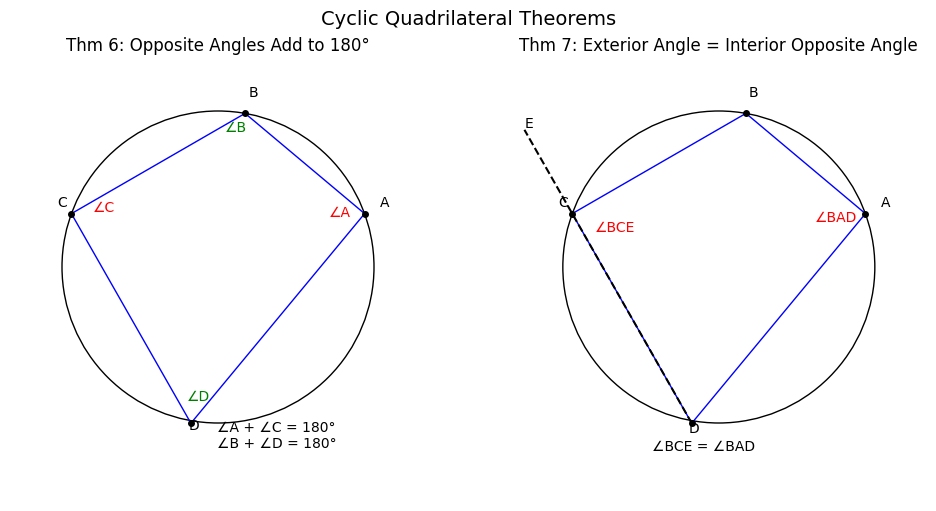 Cyclic Quadrilateral Theorems
Thm 6: Opposite Angles Add to 180°
B
∠B
C
∠C
∠A
A
∠D
D
∠A + ∠C = 180°
∠B + ∠D = 180°
Thm 7: Exterior Angle = Interior Opposite Angle
B
E
C
A
∠BAD
∠BCE
D
∠BCE = ∠BAD